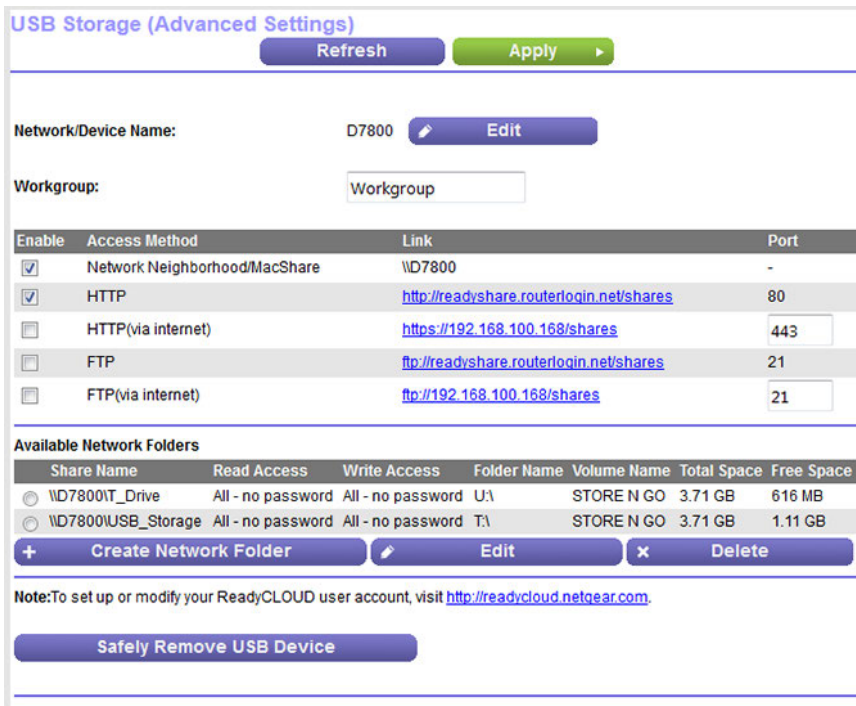 USB Storage (Advanced Settings)
Refresh Apply
Network/Device Name: D7800 Edit
Workgroup: Workgroup
Enable Access Method Link Port
Network Neighborhood/MacShare \\D7800 -
HTTP http://readyshare.routerlogin.net/shares 80
HTTP(via internet) https://192.168.100.168/shares 443
FTP ftp://readyshare.routerlogin.net/shares 21
FTP(via internet) ftp://192.168.100.168/shares 21
Available Network Folders
Share Name Read Access Write Access Folder Name Volume Name Total Space Free Space
\\D7800\T_Drive All - no password All - no password U:\ STORE N GO 3.71 GB 616 MB
\\D7800\USB_Storage All - no password All - no password T:\ STORE N GO 3.71 GB 1.11 GB
+ Create Network Folder Edit x Delete
Note:To set up or modify your ReadyCLOUD user account, visit http://readycloud.netgear.com.
Safely Remove USB Device